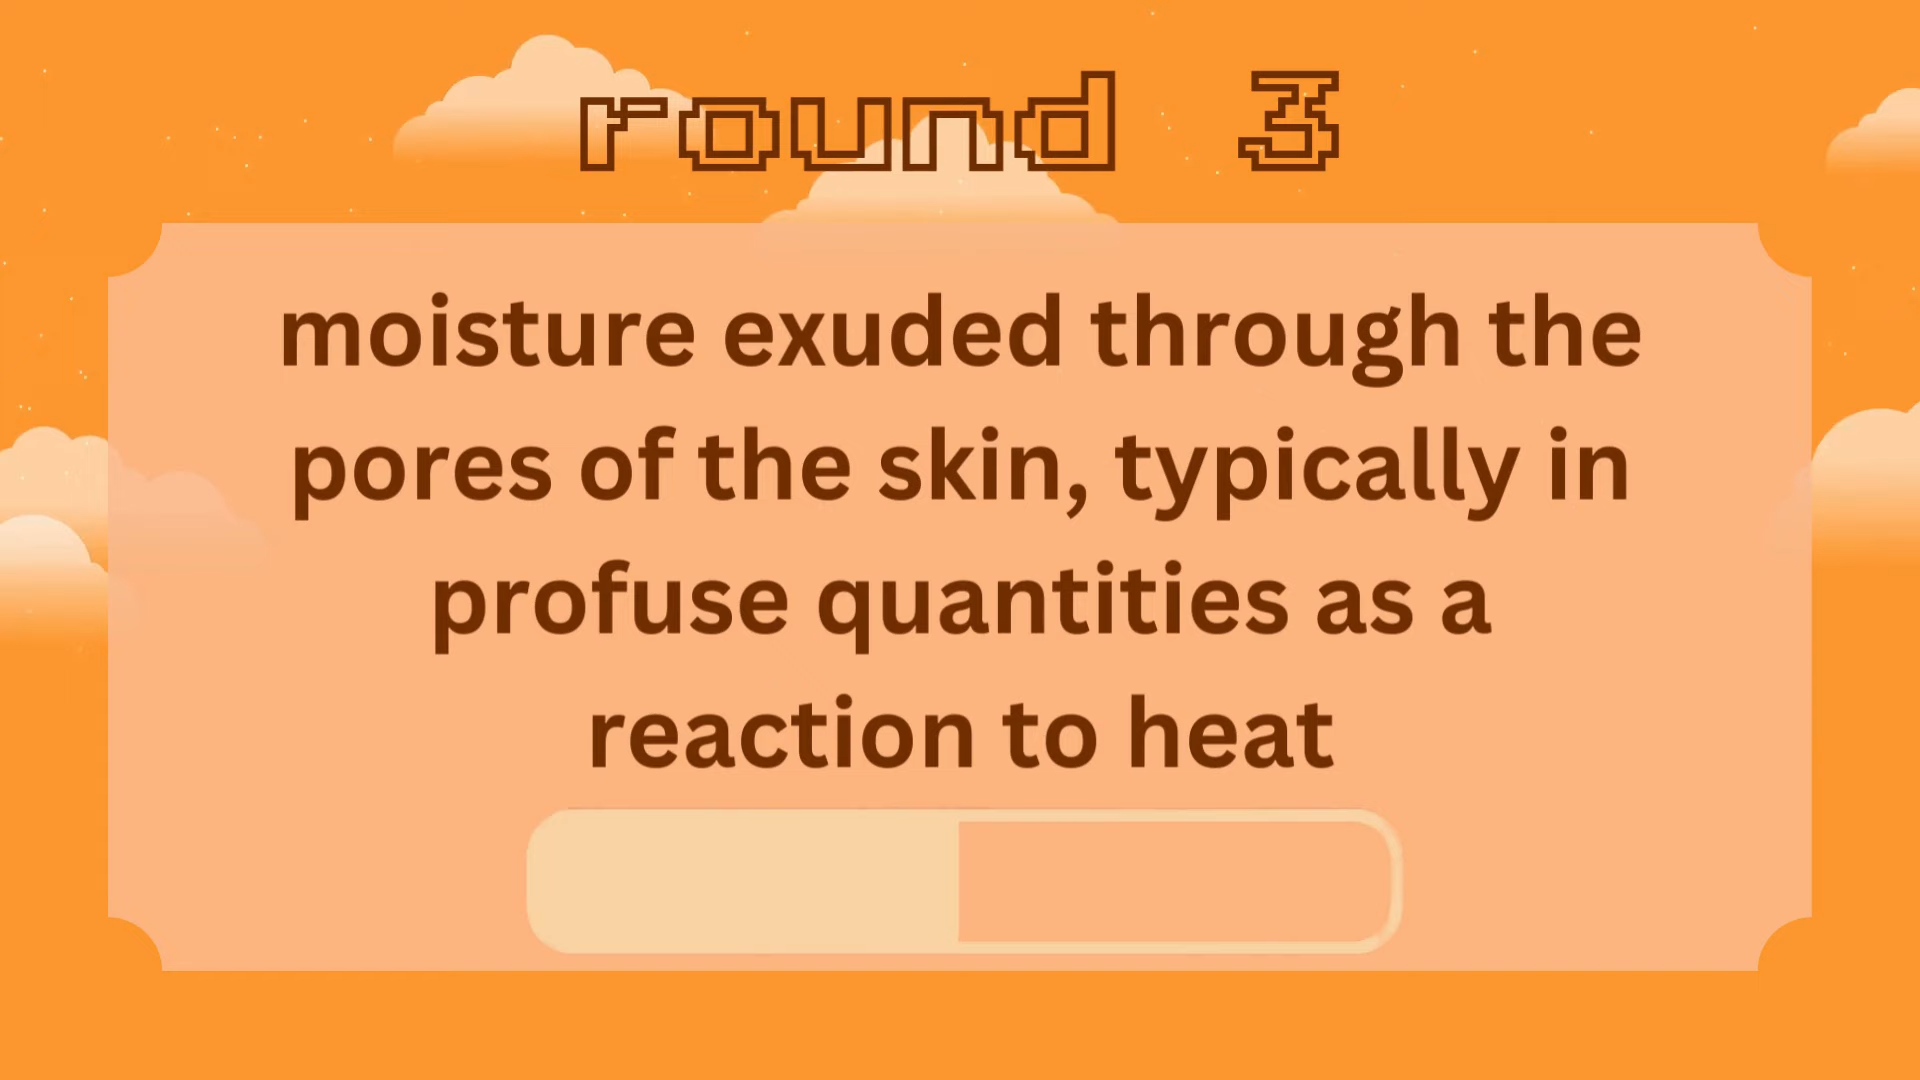 round 3
moisture exuded through the
pores of the skin, typically in
profuse quantities as a
reaction to heat